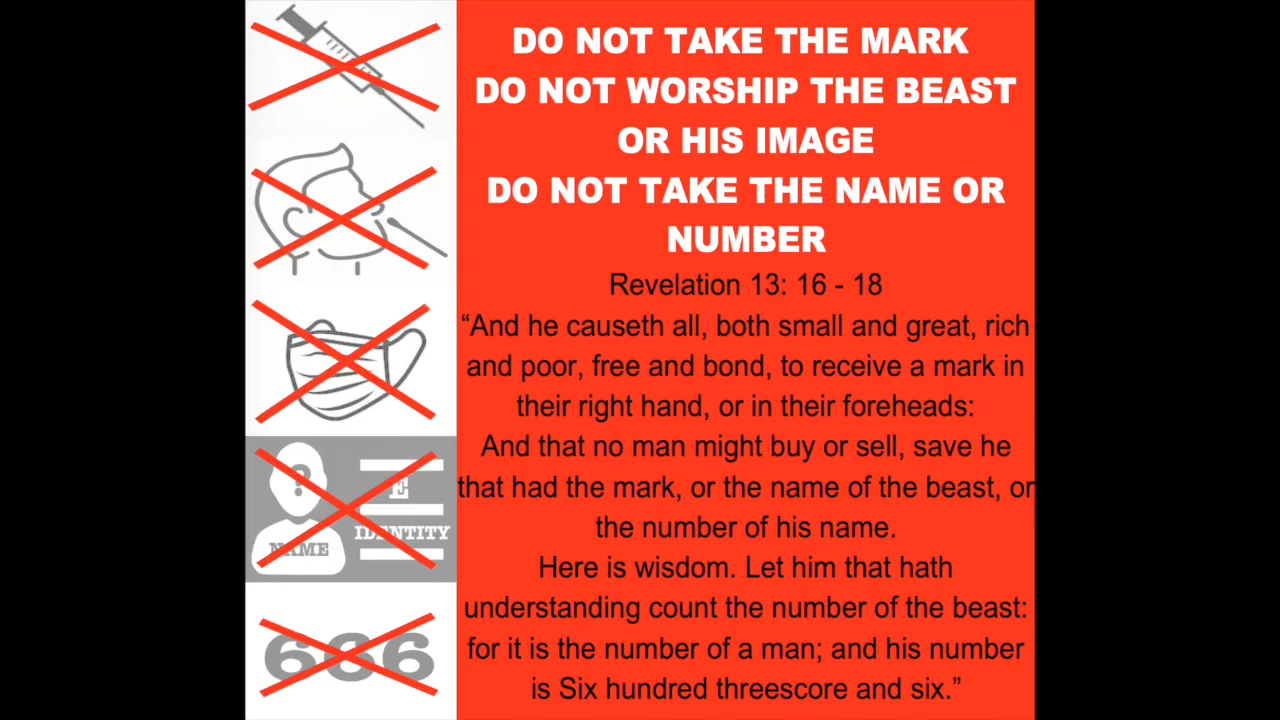 DO NOT TAKE THE MARK
DO NOT WORSHIP THE BEAST
OR HIS IMAGE
DO NOT TAKE THE NAME OR
NUMBER
Revelation 13: 16 - 18
“And he causeth all, both small and great, rich
and poor, free and bond, to receive a mark in
their right hand, or in their foreheads:
And that no man might buy or sell, save he
that had the mark, or the name of the beast, or
the number of his name.
Here is wisdom. Let him that hath
understanding count the number of the beast:
for it is the number of a man; and his number
is Six hundred threescore and six.”
?
E
IDENTITY
NAME
666